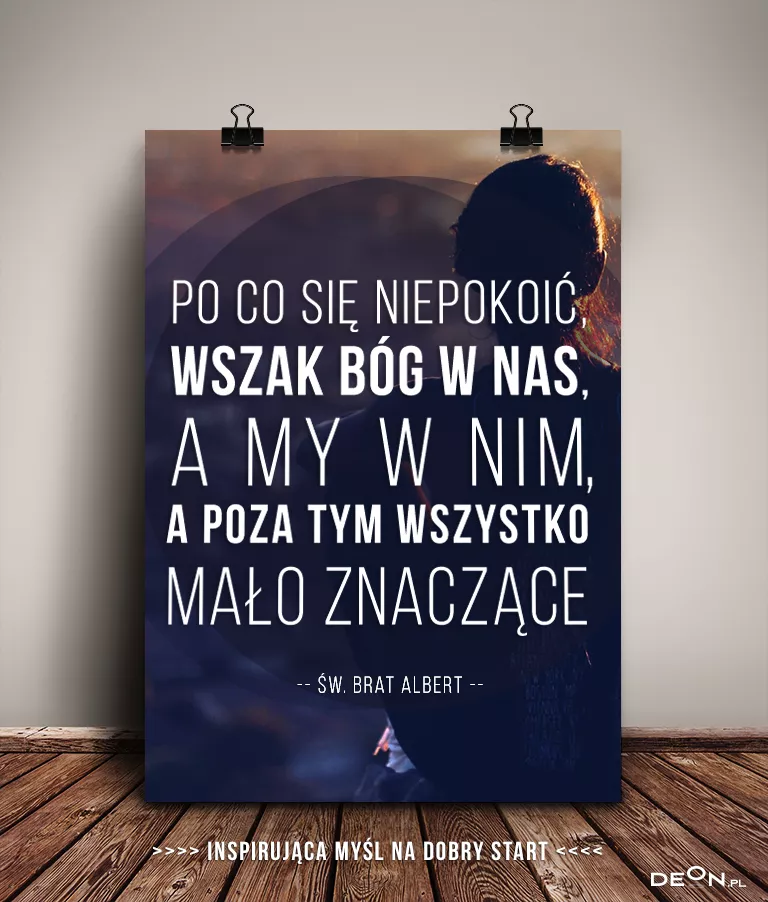 PO CO SIĘ NIEPOKOIĆ,
WSZAK BÓG W NAS,
A MY W NIM,
A POZA TYM WSZYSTKO
MAŁO ZNACZĄCE
-- ŚW. BRAT ALBERT --
>>>> INSPIRUJĄCA MYŚL NA DOBRY START <<<<
DEON.PL